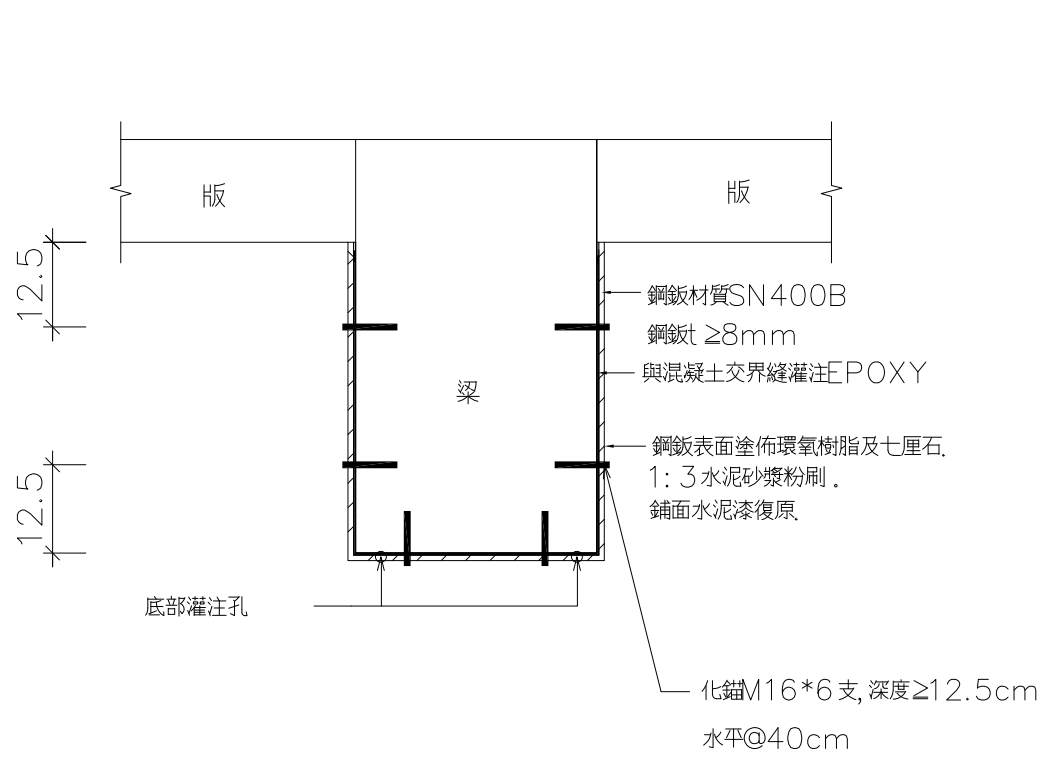 版
版
12.5
鋼鈑材質SN400B
鋼鈑t ≥8mm
與混凝土交界縫灌注EPOXY
梁
鋼鈑表面塗佈環氧樹脂及七厘石.
1:3水泥砂漿粉刷.
鋪面水泥漆復原.
12.5
底部灌注孔
化錨M16*6支,深度≥12.5cm
水平@40cm